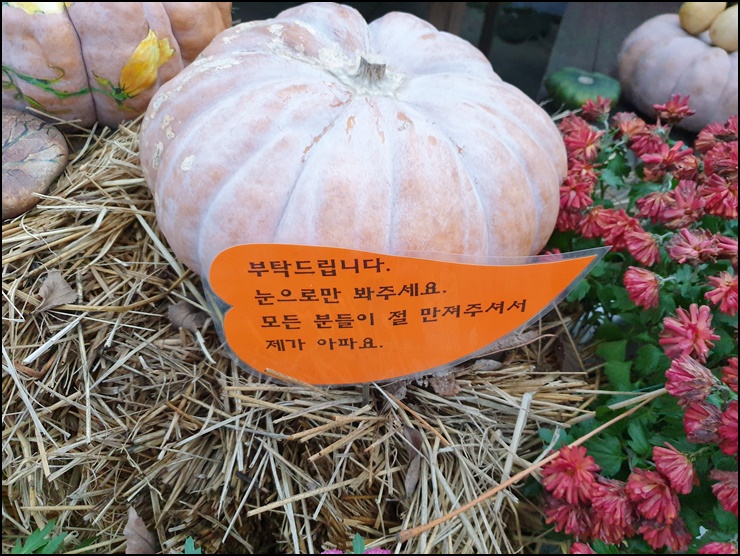 부탁드립니다.
눈으로만 봐주세요.
모든 분들이 절 만져주셔서
제가 아파요.